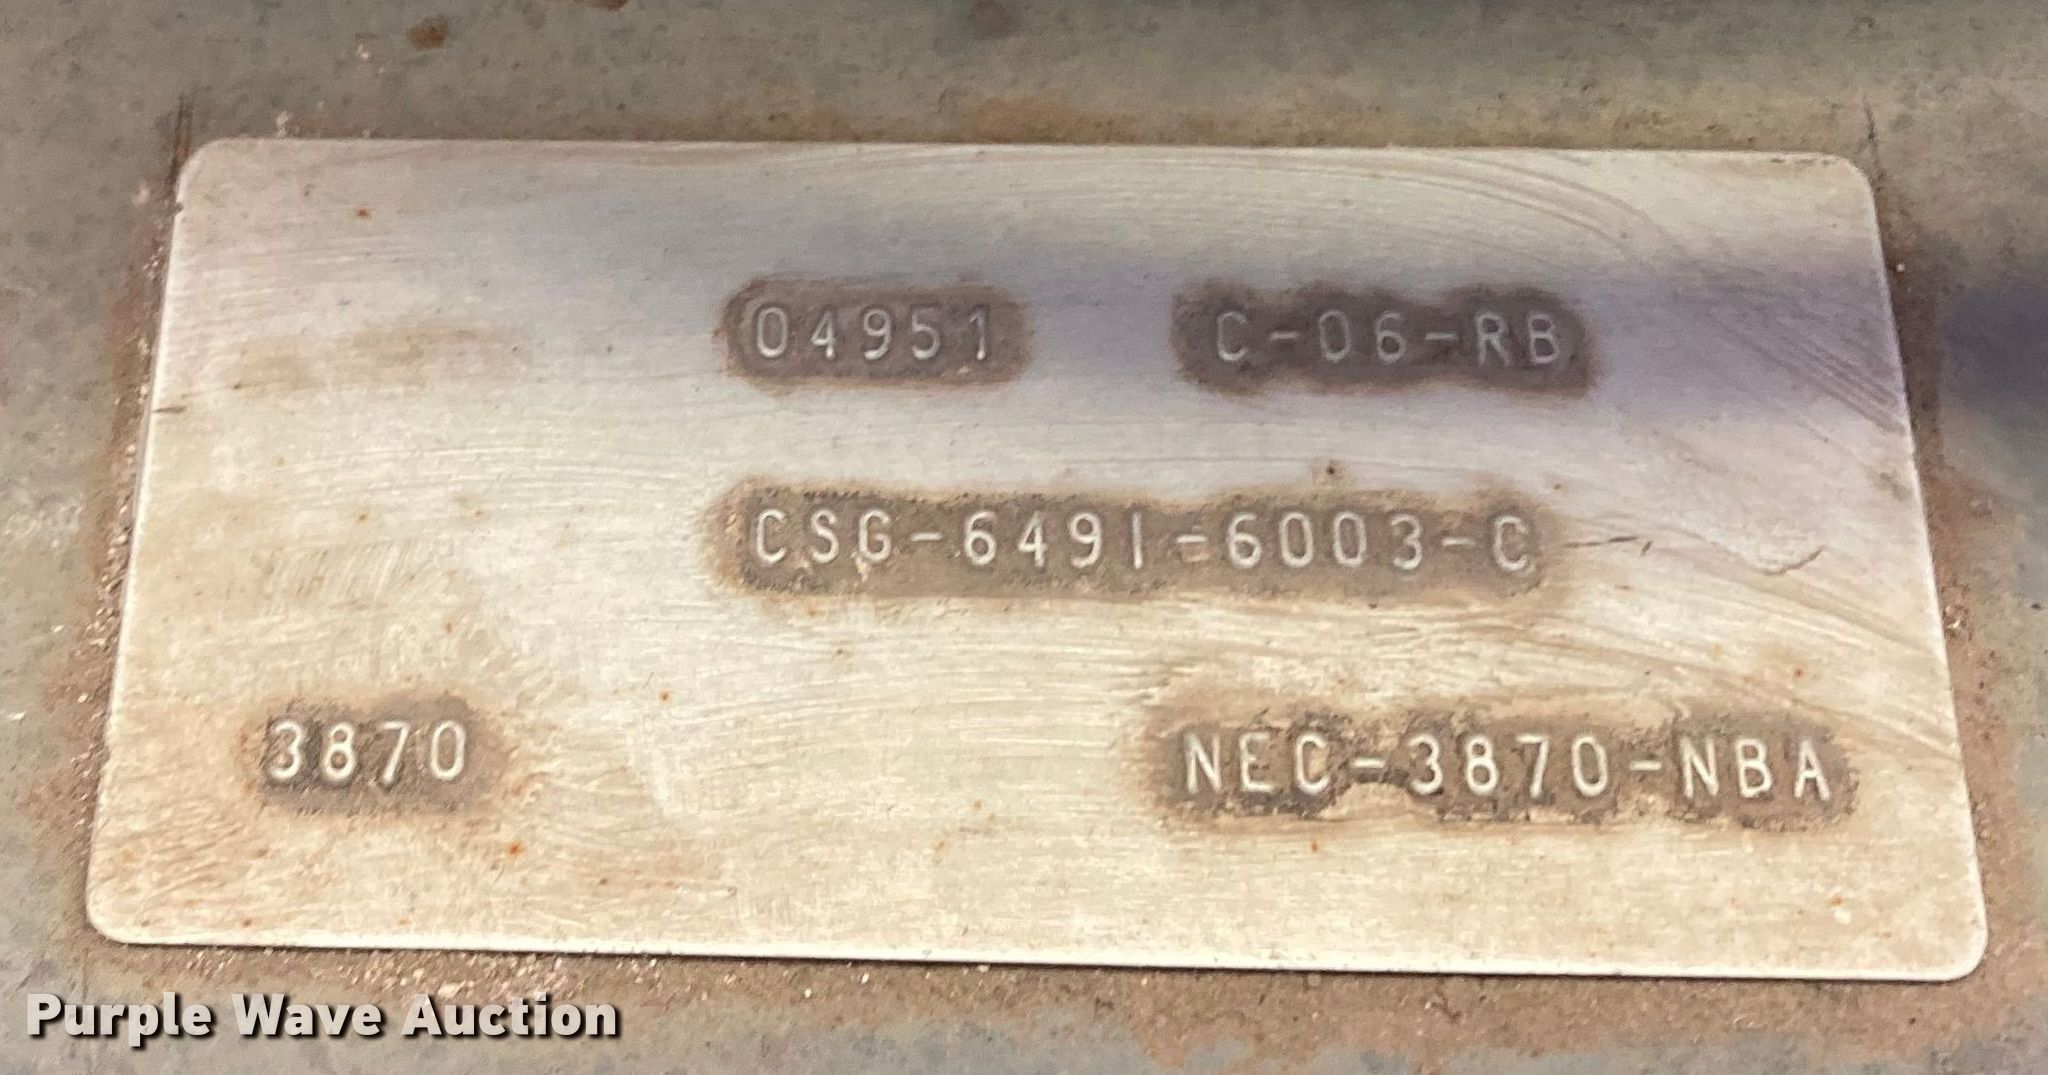 04951 C-06-RB
CSG-6491-6003-C
3870 NEC-3870-NBA
Purple Wave Auction